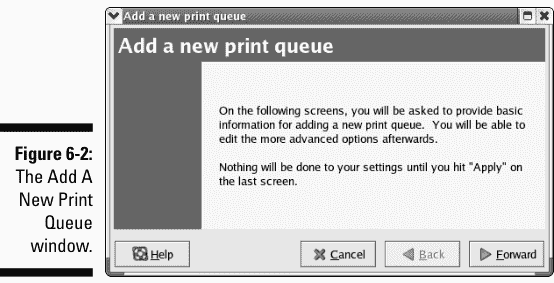 Add a new print queue
Add a new print queue
On the following screens, you will be asked to provide basic
information for adding a new print queue. You will be able to
edit the more advanced options afterwards.
Nothing will be done to your settings until you hit "Apply" on
the last screen.
Help
Cancel
Back
Forward
Figure 6-2:
The Add A
New Print
Queue
window.